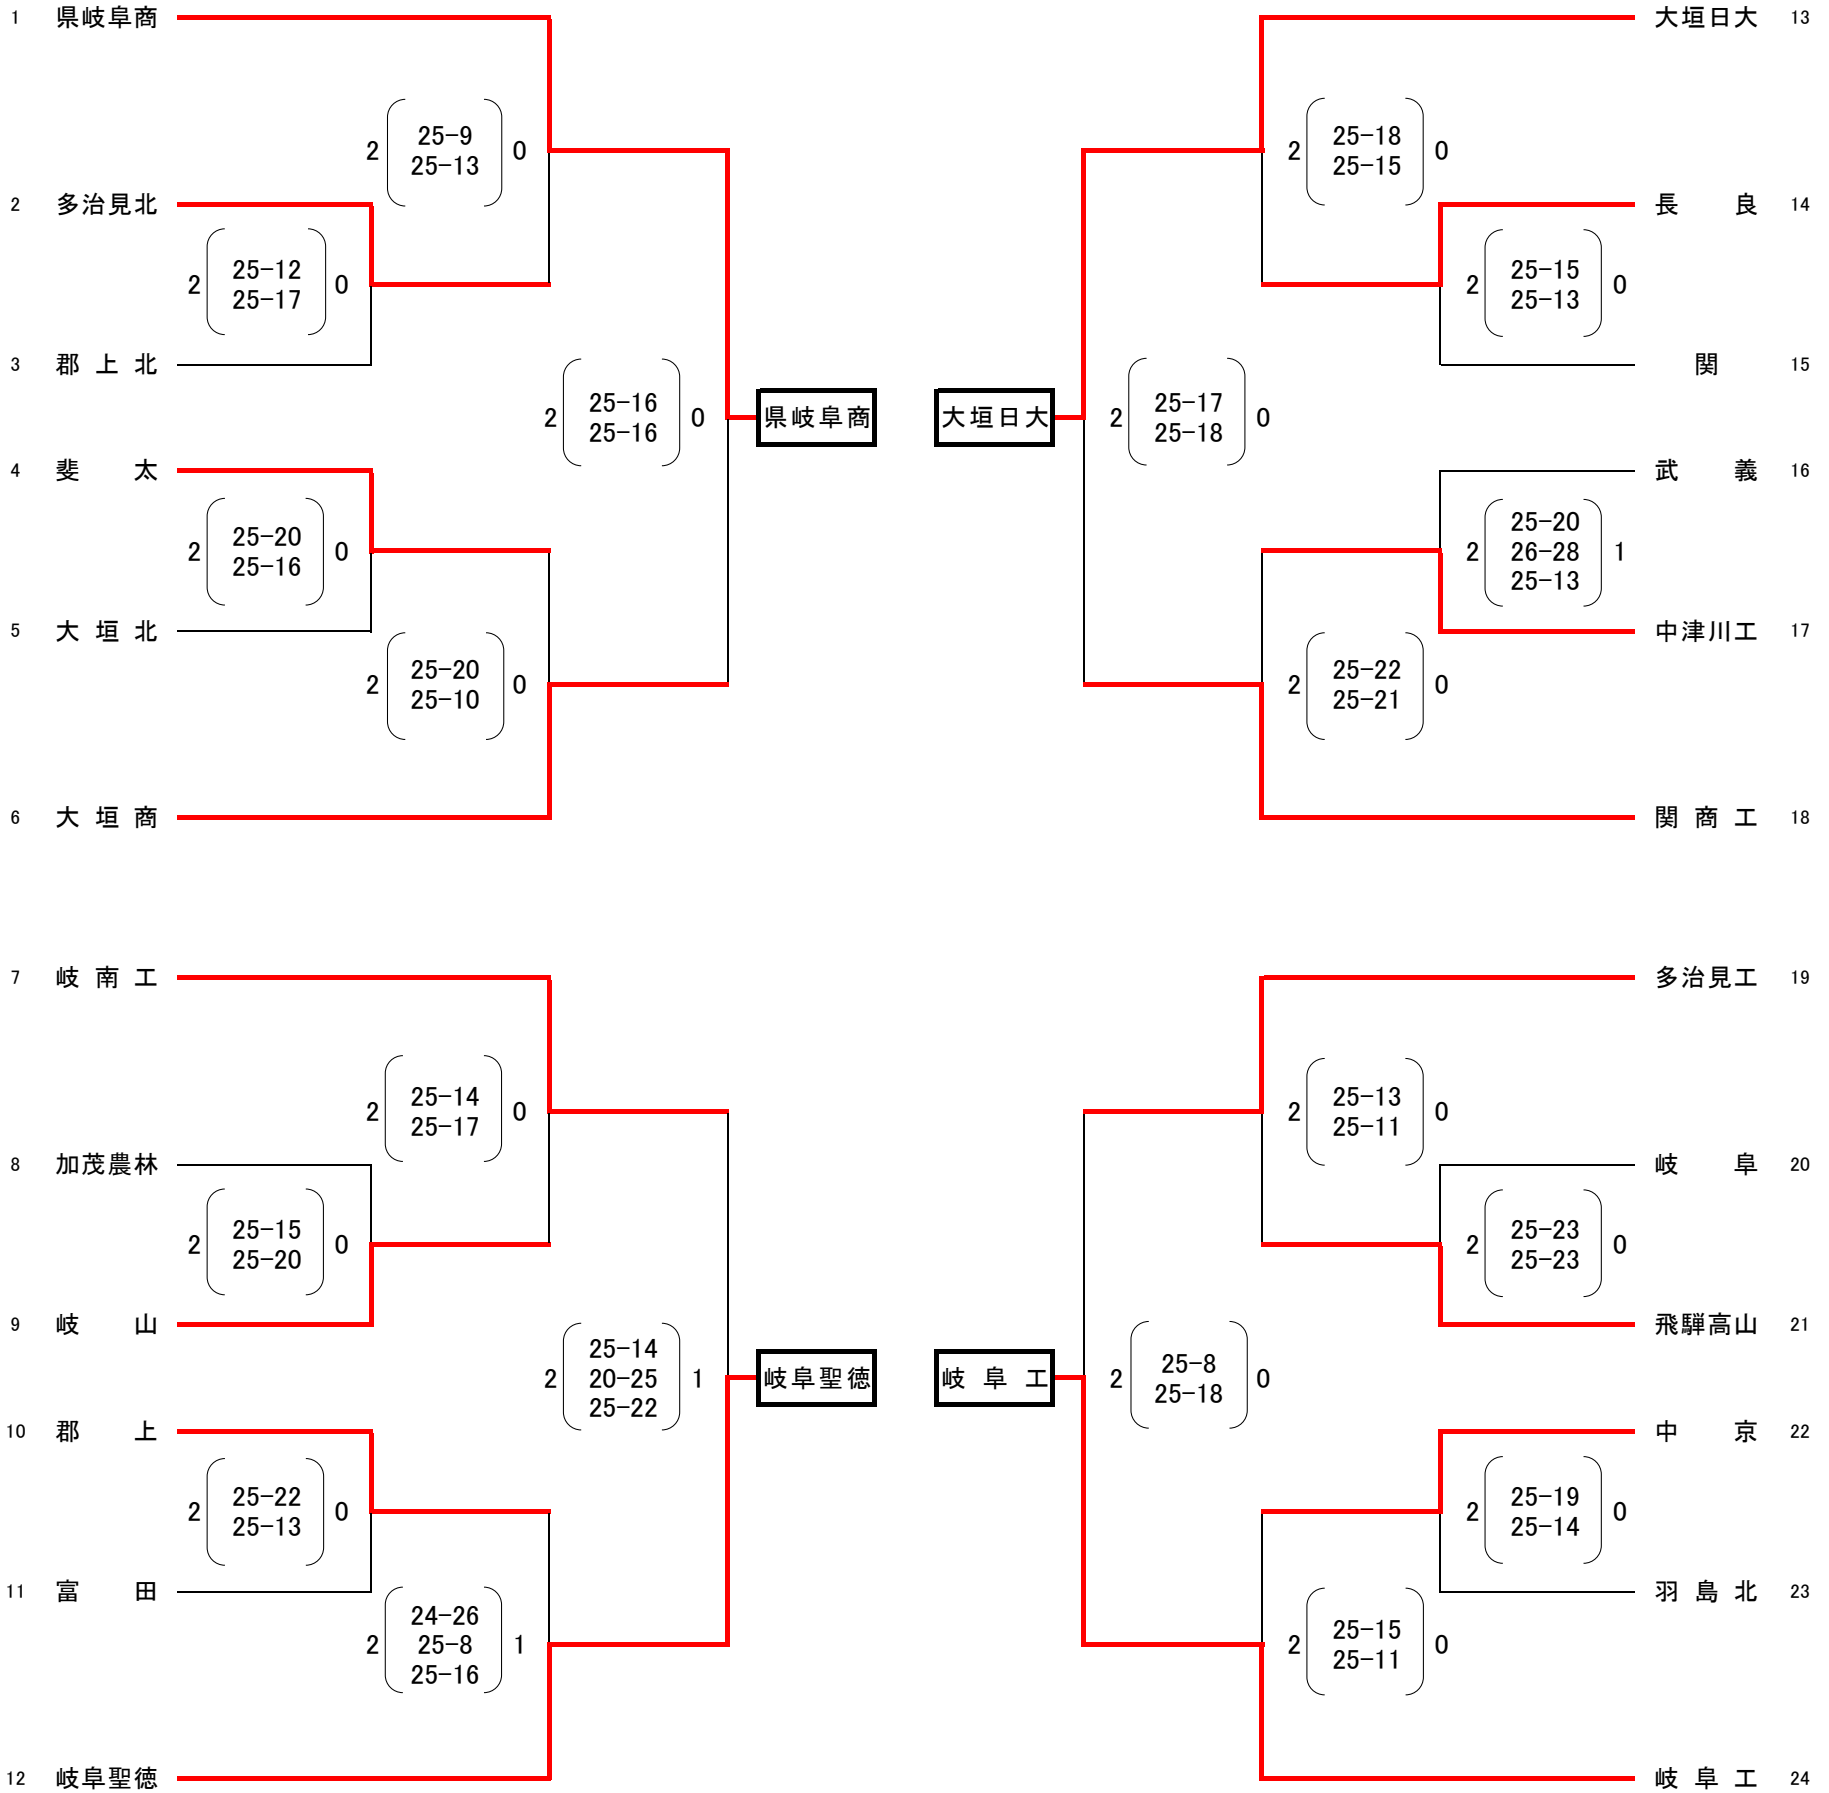 1 県岐阜商
2 ( 25-9 25-13 ) 0
2 多治見北
2 ( 25-12 25-17 ) 0
3 郡上北
2 ( 25-16 25-16 ) 0
県岐阜商
4 斐太
2 ( 25-20 25-16 ) 0
5 大垣北
2 ( 25-20 25-10 ) 0
6 大垣商
大垣日大 13
2 ( 25-18 25-15 ) 0
長良 14
2 ( 25-15 25-13 ) 0
関 15
大垣日大
2 ( 25-17 25-18 ) 0
武義 16
2 ( 25-20 26-28 25-13 ) 1
中津川工 17
2 ( 25-22 25-21 ) 0
関商工 18
7 岐南工
2 ( 25-14 25-17 ) 0
8 加茂農林
2 ( 25-15 25-20 ) 0
9 岐山
2 ( 25-14 20-25 25-22 ) 1
岐阜聖徳
10 郡上
2 ( 25-22 25-13 ) 0
11 富田
2 ( 24-26 25-8 25-16 ) 1
12 岐阜聖徳
多治見工 19
2 ( 25-13 25-11 ) 0
岐阜 20
2 ( 25-23 25-23 ) 0
飛騨高山 21
岐阜工
2 ( 25-8 25-18 ) 0
中京 22
2 ( 25-19 25-14 ) 0
羽島北 23
2 ( 25-15 25-11 ) 0
岐阜工 24